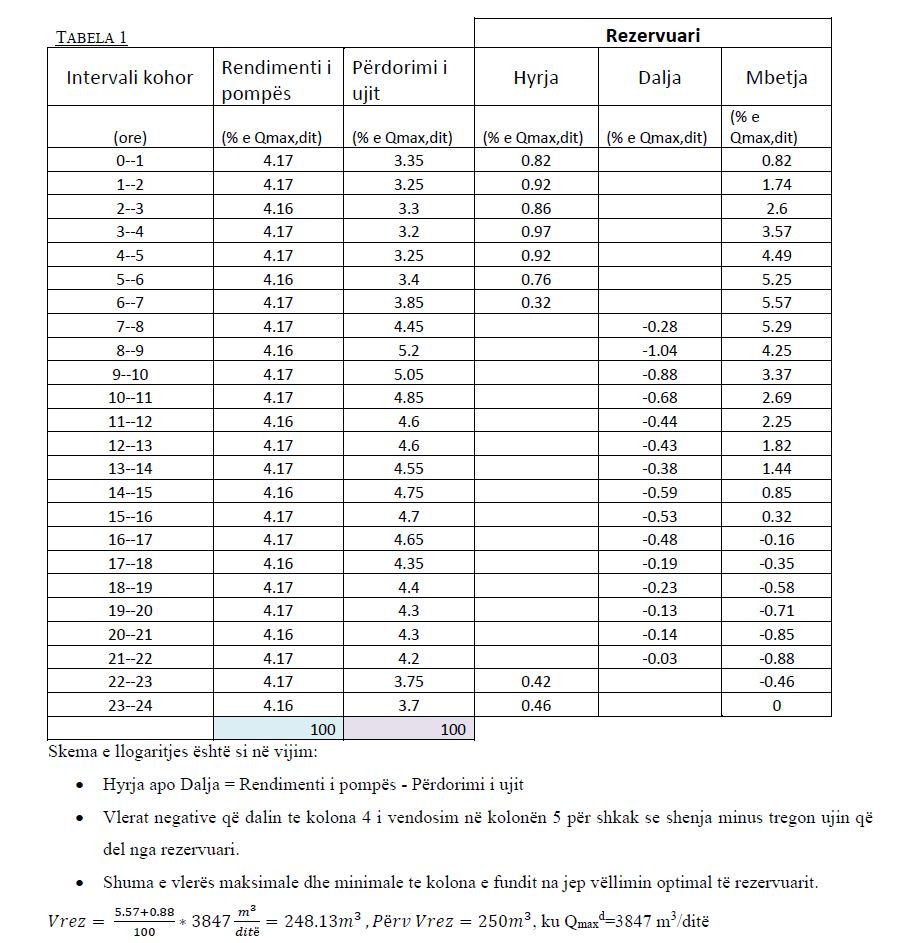 TABELA 1
Rezervuari
Intervali kohor Rendimenti i pompës Përdorimi i ujit Hyrja Dalja Mbetja
(ore) (% e Qmax,dit) (% e Qmax,dit) (% e Qmax,dit) (% e Qmax,dit) (% e Qmax,dit)
0--1 4.17 3.35 0.82 0.82
1--2 4.17 3.25 0.92 1.74
2--3 4.16 3.3 0.86 2.6
3--4 4.17 3.2 0.97 3.57
4--5 4.17 3.25 0.92 4.49
5--6 4.16 3.4 0.76 5.25
6--7 4.17 3.85 0.32 5.57
7--8 4.17 4.45 -0.28 5.29
8--9 4.16 5.2 -1.04 4.25
9--10 4.17 5.05 -0.88 3.37
10--11 4.17 4.85 -0.68 2.69
11--12 4.16 4.6 -0.44 2.25
12--13 4.17 4.6 -0.43 1.82
13--14 4.17 4.55 -0.38 1.44
14--15 4.16 4.75 -0.59 0.85
15--16 4.17 4.7 -0.53 0.32
16--17 4.17 4.65 -0.48 -0.16
17--18 4.16 4.35 -0.19 -0.35
18--19 4.17 4.4 -0.23 -0.58
19--20 4.17 4.3 -0.13 -0.71
20--21 4.16 4.3 -0.14 -0.85
21--22 4.17 4.2 -0.03 -0.88
22--23 4.17 3.75 0.42 -0.46
23--24 4.16 3.7 0.46 0
100 100
Skema e llogaritjes është si në vijim:
• Hyrja apo Dalja = Rendimenti i pompës - Përdorimi i ujit
• Vlerat negative që dalin te kolona 4 i vendosim në kolonën 5 për shkak se shenja minus tregon ujin që
del nga rezervuari.
• Shuma e vlerës maksimale dhe minimale te kolona e fundit na jep vëllimin optimal të rezervuarit.
Vrez = 5.57+0.88/100 * 3847 m³/ditë = 248.13m³ , Përv Vrez = 250m³, ku Qmaxᵈ=3847 m³/ditë